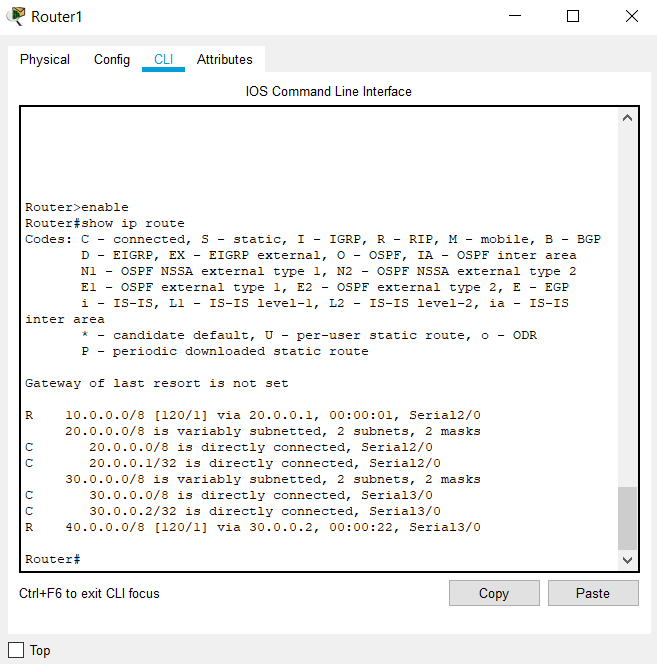 Router1
Physical Config CLI Attributes
IOS Command Line Interface
Router>enable
Router#show ip route
Codes: C - connected, S - static, I - IGRP, R - RIP, M - mobile, B - BGP
       D - EIGRP, EX - EIGRP external, O - OSPF, IA - OSPF inter area
       N1 - OSPF NSSA external type 1, N2 - OSPF NSSA external type 2
       E1 - OSPF external type 1, E2 - OSPF external type 2, E - EGP
       i - IS-IS, L1 - IS-IS level-1, L2 - IS-IS level-2, ia - IS-IS
inter area
       * - candidate default, U - per-user static route, o - ODR
       P - periodic downloaded static route
Gateway of last resort is not set
R    10.0.0.0/8 [120/1] via 20.0.0.1, 00:00:01, Serial2/0
     20.0.0.0/8 is variably subnetted, 2 subnets, 2 masks
C       20.0.0.0/8 is directly connected, Serial2/0
C       20.0.0.1/32 is directly connected, Serial2/0
     30.0.0.0/8 is variably subnetted, 2 subnets, 2 masks
C       30.0.0.0/8 is directly connected, Serial3/0
C       30.0.0.2/32 is directly connected, Serial3/0
R    40.0.0.0/8 [120/1] via 30.0.0.2, 00:00:22, Serial3/0
Router#
Ctrl+F6 to exit CLI focus
Copy Paste
Top